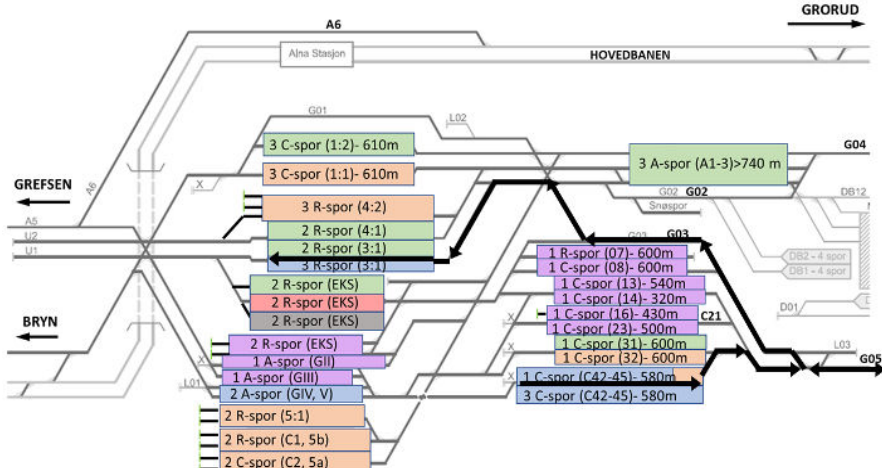 GRORUD
A6
Alna Stasjon
HOVEDBANEN
G01
L02
3 C-spor (1:2)- 610m
3 A-spor (A1-3)>740 m
G04
3 C-spor (1:1)- 610m
X
A6
GREFSEN
G02
G02
DB12
3 R-spor (4:2)
Snøspor
A5
2 R-spor (4:1)
U2
G03
G03
2 R-spor (3:1)
1 R-spor (07)- 600m
U1
3 R-spor (3:1)
1 C-spor (08)- 600m
DB2 - 4 spor
DB1 - 4 spor
2 R-spor (EKS)
1 C-spor (13)- 540m
2 R-spor (EKS)
1 C-spor (14)- 320m
D01
2 R-spor (EKS)
X
1 C-spor (16)- 430m
C21
BRYN
1 C-spor (23)- 500m
2 R-spor (EKS)
1 C-spor (31)- 600m
X
1 C-spor (32)- 600m
L03
X
1 A-spor (GII)
G05
1 A-spor (GIII)
1 C-spor (C42-45)- 580m
X
L01
2 A-spor (GIV, V)
3 C-spor (C42-45)- 580m
2 R-spor (5:1)
2 R-spor (C1, 5b)
2 C-spor (C2, 5a)